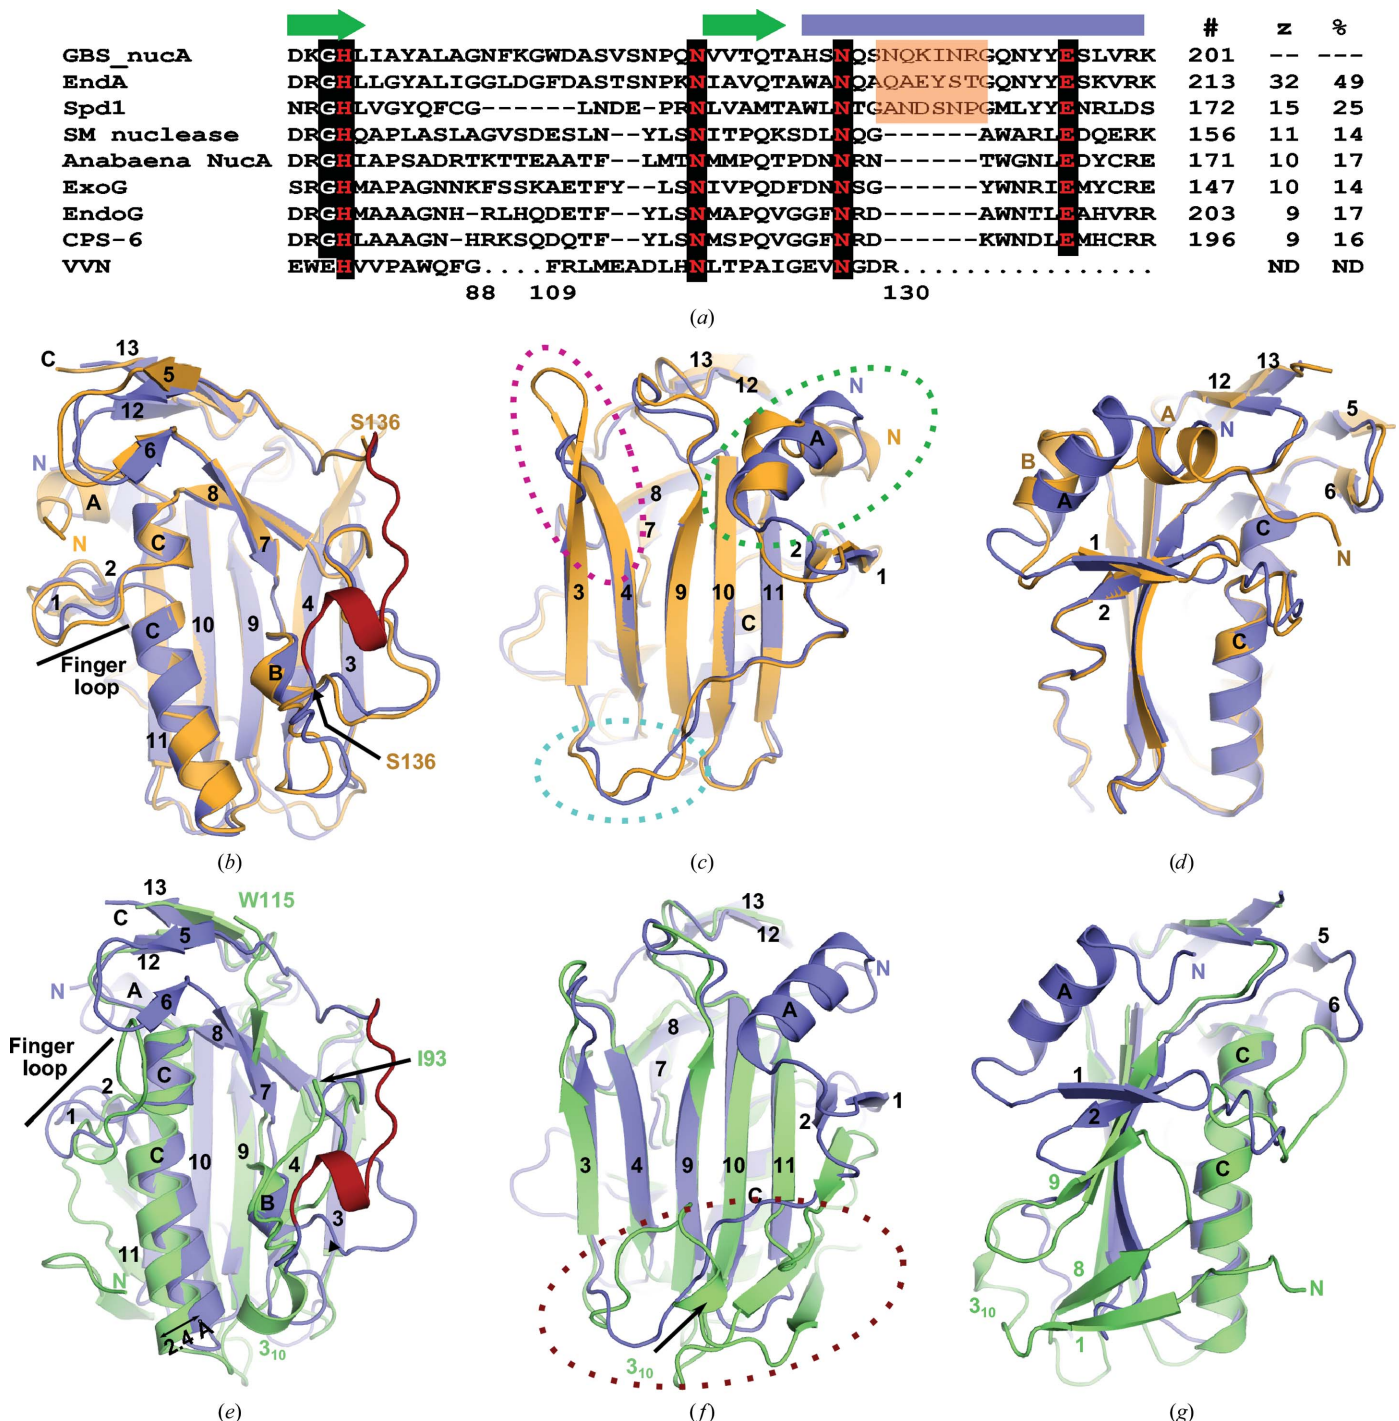 # z %
GBS_nucA DKGHLIAYALAGNFKGWDASVSNPQNVVTQTAHSNQSNQKINRGQNYYESLVRK 201 -- ---
EndA DRGHLLGYALIGGLDGFDASTSNPKNIAVQTAWANQAQAEYSTGQNYYESKVRK 213 32 49
Spd1 NRGHLVGYQFCG------LNDE-PRNLVAMTAWLNTGANDSNPGMLYYENRLDS 172 15 25
SM nuclease DRGHQAPLASLAGVSDESLN--YLSNITPQKSDLNQG------AWARLEDQERK 156 11 14
Anabaena NucA DRGHIAPSADRTKTTEAATF--LMTNMMPQTPDNNRN------TWGNLEDYCRE 171 10 17
ExoG SRGHMAPAGNNKFSSKAETFY--LSNIVPQDFDNNSG------YWNRIEMYCRE 147 10 14
EndoG DRGHMAAAGNH-RLHQDETF--YLSNMAPQVGGFNRD------AWNTLEAHVRR 203 9 17
CPS-6 DRGHLAAAGN-HRKSQDQTF--YLSNMSPQVGGFNRD------KWNDLEMHCRR 196 9 16
VVN EWEHVVPAWQFG....FRLMEADLHNLTPAIGEVNGDR................ ND ND
88 109 130
(a)
C 13 5 12 6 S136 N A 8 N C 7 2 1 4 C 10 9 3 Finger loop B 11 S136
(b)
13 12 N A N 8 7 2 1 3 4 9 10 11 C
(c)
13 12 A N 5 B A 6 C 1 N 2 C
(d)
13 W115 C 5 12 N A 6 8 Finger loop I93 C 7 2 1 9 4 C 10 B 3 11 N 2.4 Å 3₁₀
(e)
13 12 N A 8 7 1 2 3 4 9 10 11 C 3₁₀
(f)
5 N A 6 C 1 2 C 9 8 N 3₁₀ 1
(g)